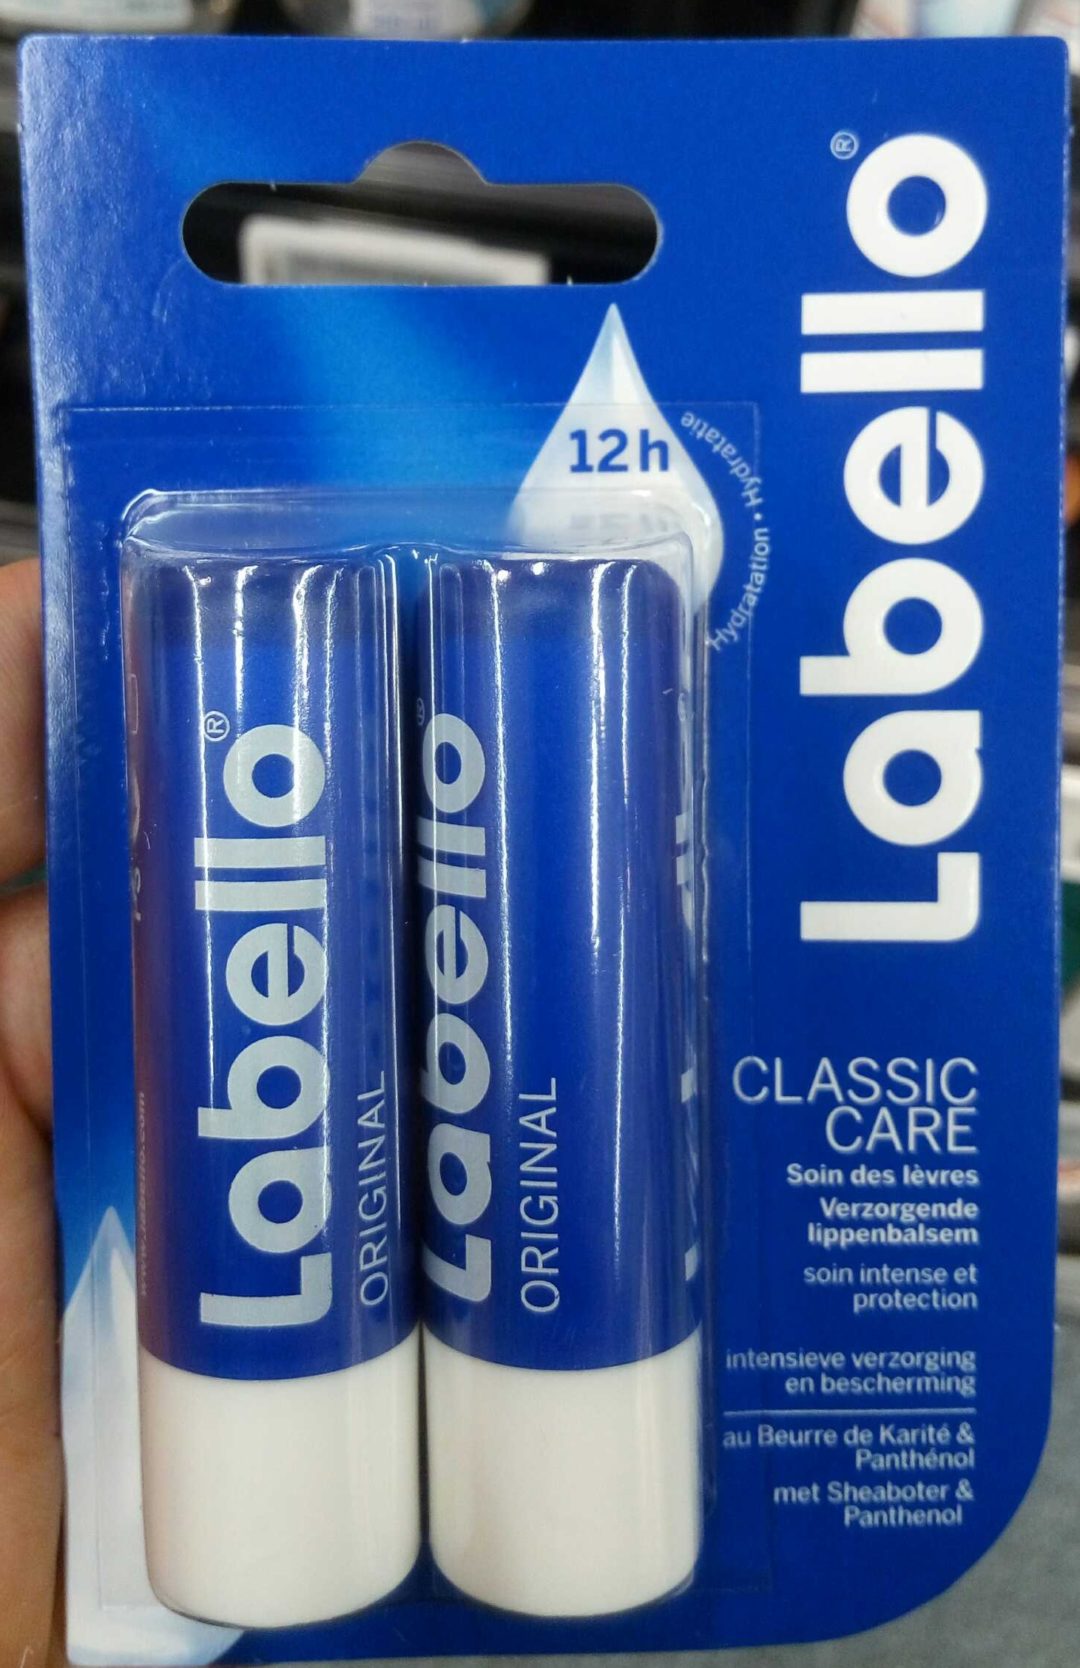 Labello®
12h
Hydratation • Hydratatie
CLASSIC
CARE
Soin des lèvres
Verzorgende
lippenbalsem
soin intense et
protection
intensieve verzorging
en bescherming
au Beurre de Karité &
Panthénol
met Sheaboter &
Panthenol
Labello®
ORIGINAL
Labello®
ORIGINAL